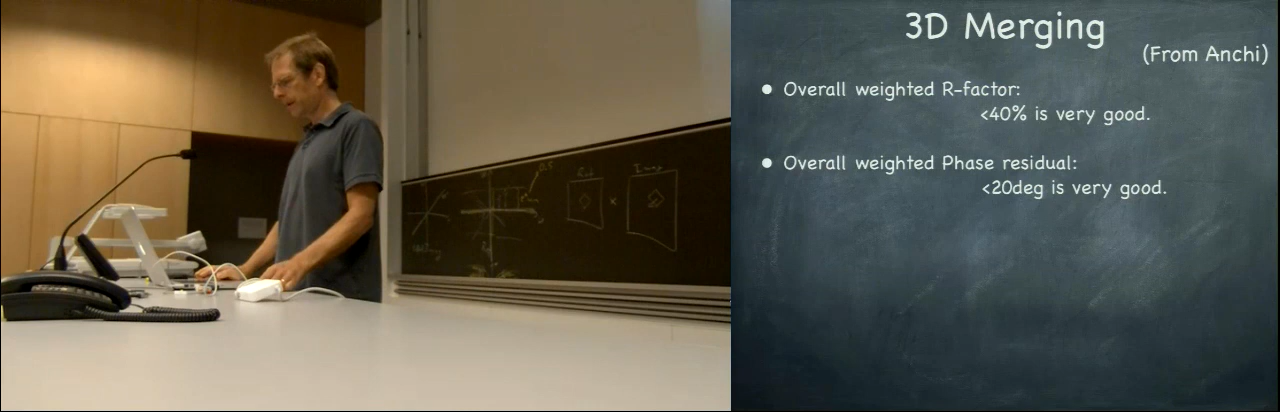 3D Merging
(From Anchi)
• Overall weighted R-factor:
<40% is very good.
• Overall weighted Phase residual:
<20deg is very good.